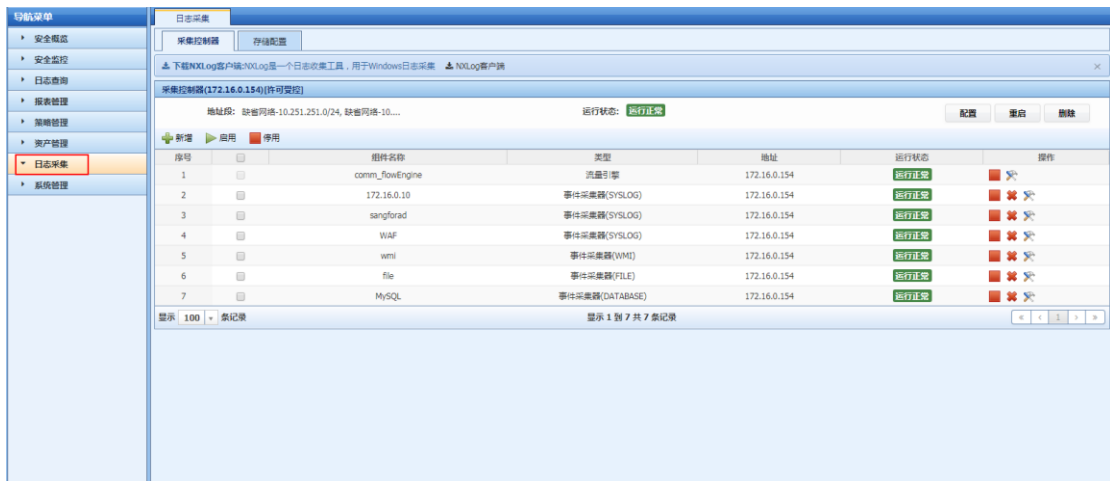 导航菜单
安全概览
安全监控
日志查询
报表管理
策略管理
资产管理
日志采集
系统管理
日志采集
采集控制器 存储配置
下载NXLog客户端:NXLog是一个日志收集工具，用于Windows日志采集 NXLog客户端 ×
采集控制器(172.16.0.154)[许可受控]
地址段: 缺省网络-10.251.251.0/24, 缺省网络-10.... 运行状态: 运行正常 配置 重启 删除
新增 启用 停用
序号 组件名称 类型 地址 运行状态 操作
1 comm_flowEngine 流量引擎 172.16.0.154 运行正常
2 172.16.0.10 事件采集器(SYSLOG) 172.16.0.154 运行正常
3 sangforad 事件采集器(SYSLOG) 172.16.0.154 运行正常
4 WAF 事件采集器(SYSLOG) 172.16.0.154 运行正常
5 wmi 事件采集器(WMI) 172.16.0.154 运行正常
6 file 事件采集器(FILE) 172.16.0.154 运行正常
7 MySQL 事件采集器(DATABASE) 172.16.0.154 运行正常
显示 100 条记录 显示 1 到 7 共 7 条记录 « ‹ 1 › »